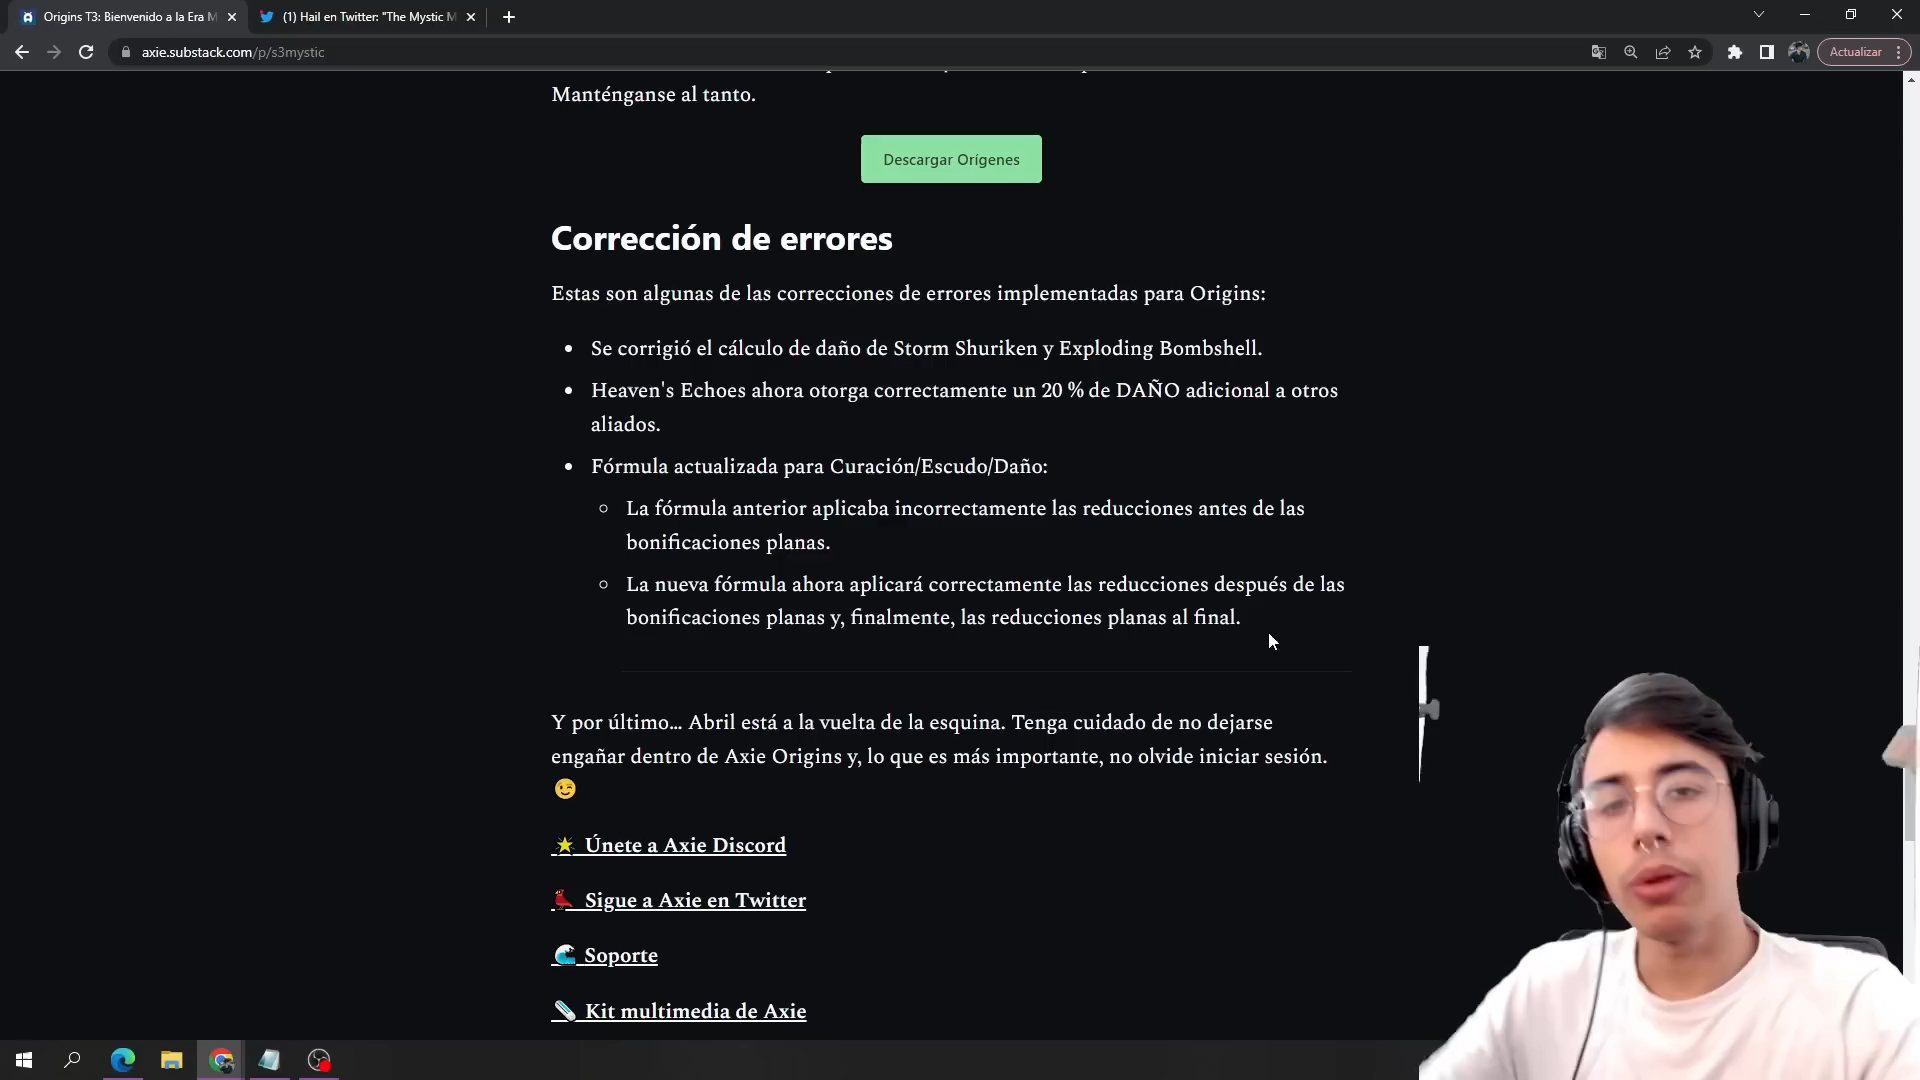 Origins T3: Bienvenido a la Era M
(1) Hail en Twitter: "The Mystic M
axie.substack.com/p/s3mystic
Actualizar
Manténganse al tanto.
Descargar Orígenes
Corrección de errores
Estas son algunas de las correcciones de errores implementadas para Origins:
Se corrigió el cálculo de daño de Storm Shuriken y Exploding Bombshell.
Heaven's Echoes ahora otorga correctamente un 20 % de DAÑO adicional a otros
aliados.
Fórmula actualizada para Curación/Escudo/Daño:
La fórmula anterior aplicaba incorrectamente las reducciones antes de las
bonificaciones planas.
La nueva fórmula ahora aplicará correctamente las reducciones después de las
bonificaciones planas y, finalmente, las reducciones planas al final.
Y por último... Abril está a la vuelta de la esquina. Tenga cuidado de no dejarse
engañar dentro de Axie Origins y, lo que es más importante, no olvide iniciar sesión.
😉
Únete a Axie Discord
Sigue a Axie en Twitter
Soporte
Kit multimedia de Axie